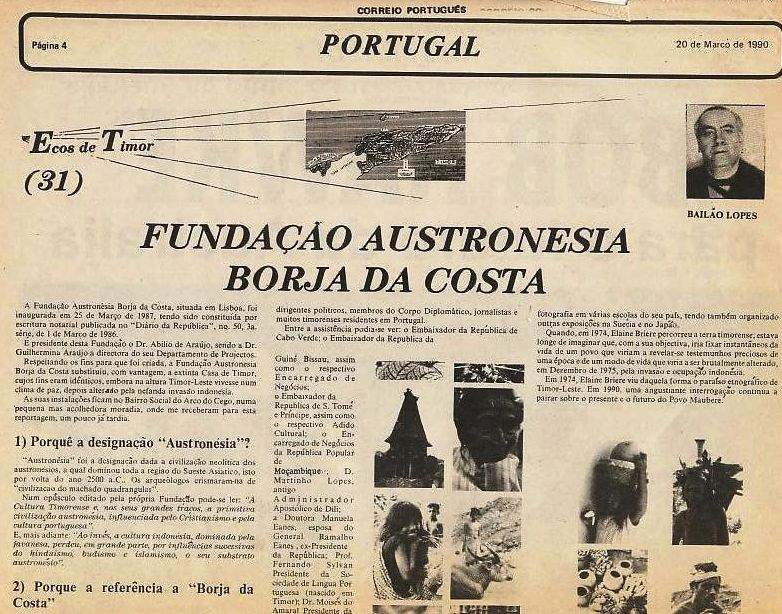 CORREIO PORTUGUÊS
Página 4
PORTUGAL
20 de Março de 1990
Ecos de Timor
(31)
TIMOR
BAILÃO LOPES
FUNDAÇÃO AUSTRONESIA
BORJA DA COSTA
A Fundação Austronèsia Borja da Costa, situada em Lisboa, foi
inaugurada em 25 de Março de 1987, tendo sido constituída por
escritura notarial publicada no "Diário da República", no. 50, 3a.
série, de 1 de Março de 1986.
E presidente desta Fundação o Dr. Abilio de Araújo, sendo a Dr.
Guilhermina Araújo a directora do seu Departamento de Projectos.
Respeitando os fins para que foi criada, a Fundação Austronesia
Borja da Costa substituiu, com vantagem, a extinta Casa de Timor,
cujos fins eram idênticos, embora na altura Timor-Leste vivesse num
clima de paz, depois alterado pela nefanda invasão indonésia.
As suas instalações ficam no Bairro Social do Arco do Cego, numa
pequena mas acolhedora moradia, onde me receberam para esta
reportagem, um pouco já tardia.
1) Porquê a designação "Austronésia"?
"Austronésia" foi a designação dada a civilização neolítica dos
austronésios, a qual dominou toda a região do Sueste Asiático, isto
por volta do ano 2500 a.C.. Os arqueólogos crismaram-na de
"civilizacao do machado quadrangular".
Num opúsculo editado pela própria Fundação pode-se ler: "A
Cultura Timorense e, nos seus grandes traços, a primitiva
civilização austronésia, influenciada pelo Cristianismo e pela
cultura portuguesa".
E, mais adiante: "Ao invés, a cultura indonésia, dominada pela
javanesa, perdeu, em grande parte, por influências sucessivas
do hinduísmo, budismo e islamismo, o seu substrato
austronésio".
2) Porque a referência a "Borja da
Costa"
dirigentes políticos, membros do Corpo Diplomático, jornalistas e
muitos timorenses residentes em Portugal.
Entre a assistência podia-se ver: o Embaixador da República de
Cabo Verde; o Embaixador da Republica da
Guiné Bissau, assim
como o respectivo
Encarregado de
Negócios;
o Embaixador da
Republica de S. Tomé
e Príncipe, assim como
o respectivo Adido
Cultural; o En-
carregado de Negócios
da República Popular
de
Moçambique; D.
Martinho Lopes,
antigo
Administrador
Apostólico de Dili;
a Doutora Manuela
Eanes, esposa do
General Ramalho
Eanes, ex-Presidente
da República; Prof.
Fernando Sylvan
Presidente da So-
ciedade de Lingua Por
tuguesa (nascido em
Timor); Dr. Moisés do
Amaral Presidente da
fotografia em várias escolas do seu país, tendo também organizado
outras exposições na Suécia e no Japão.
Quando, em 1974, Elaine Briere percorreu a terra timorense, estava
longe de imaginar que, com a sua objectiva, iria fixar instantâneos da
vida de um povo que viriam a revelar-se testemunhos preciosos de
uma época e de um modo de vida que viria a ser brutalmente alterado,
em Dezembro de 1975, pela invasão e ocupação indonésia.
Em 1974, Elaine Briere viu daquela forma o paraíso etnográfico de
Timor-Leste. Em 1990, uma angustiante interrogação continua a
pairar sobre o presente e o futuro do Povo Maubere.